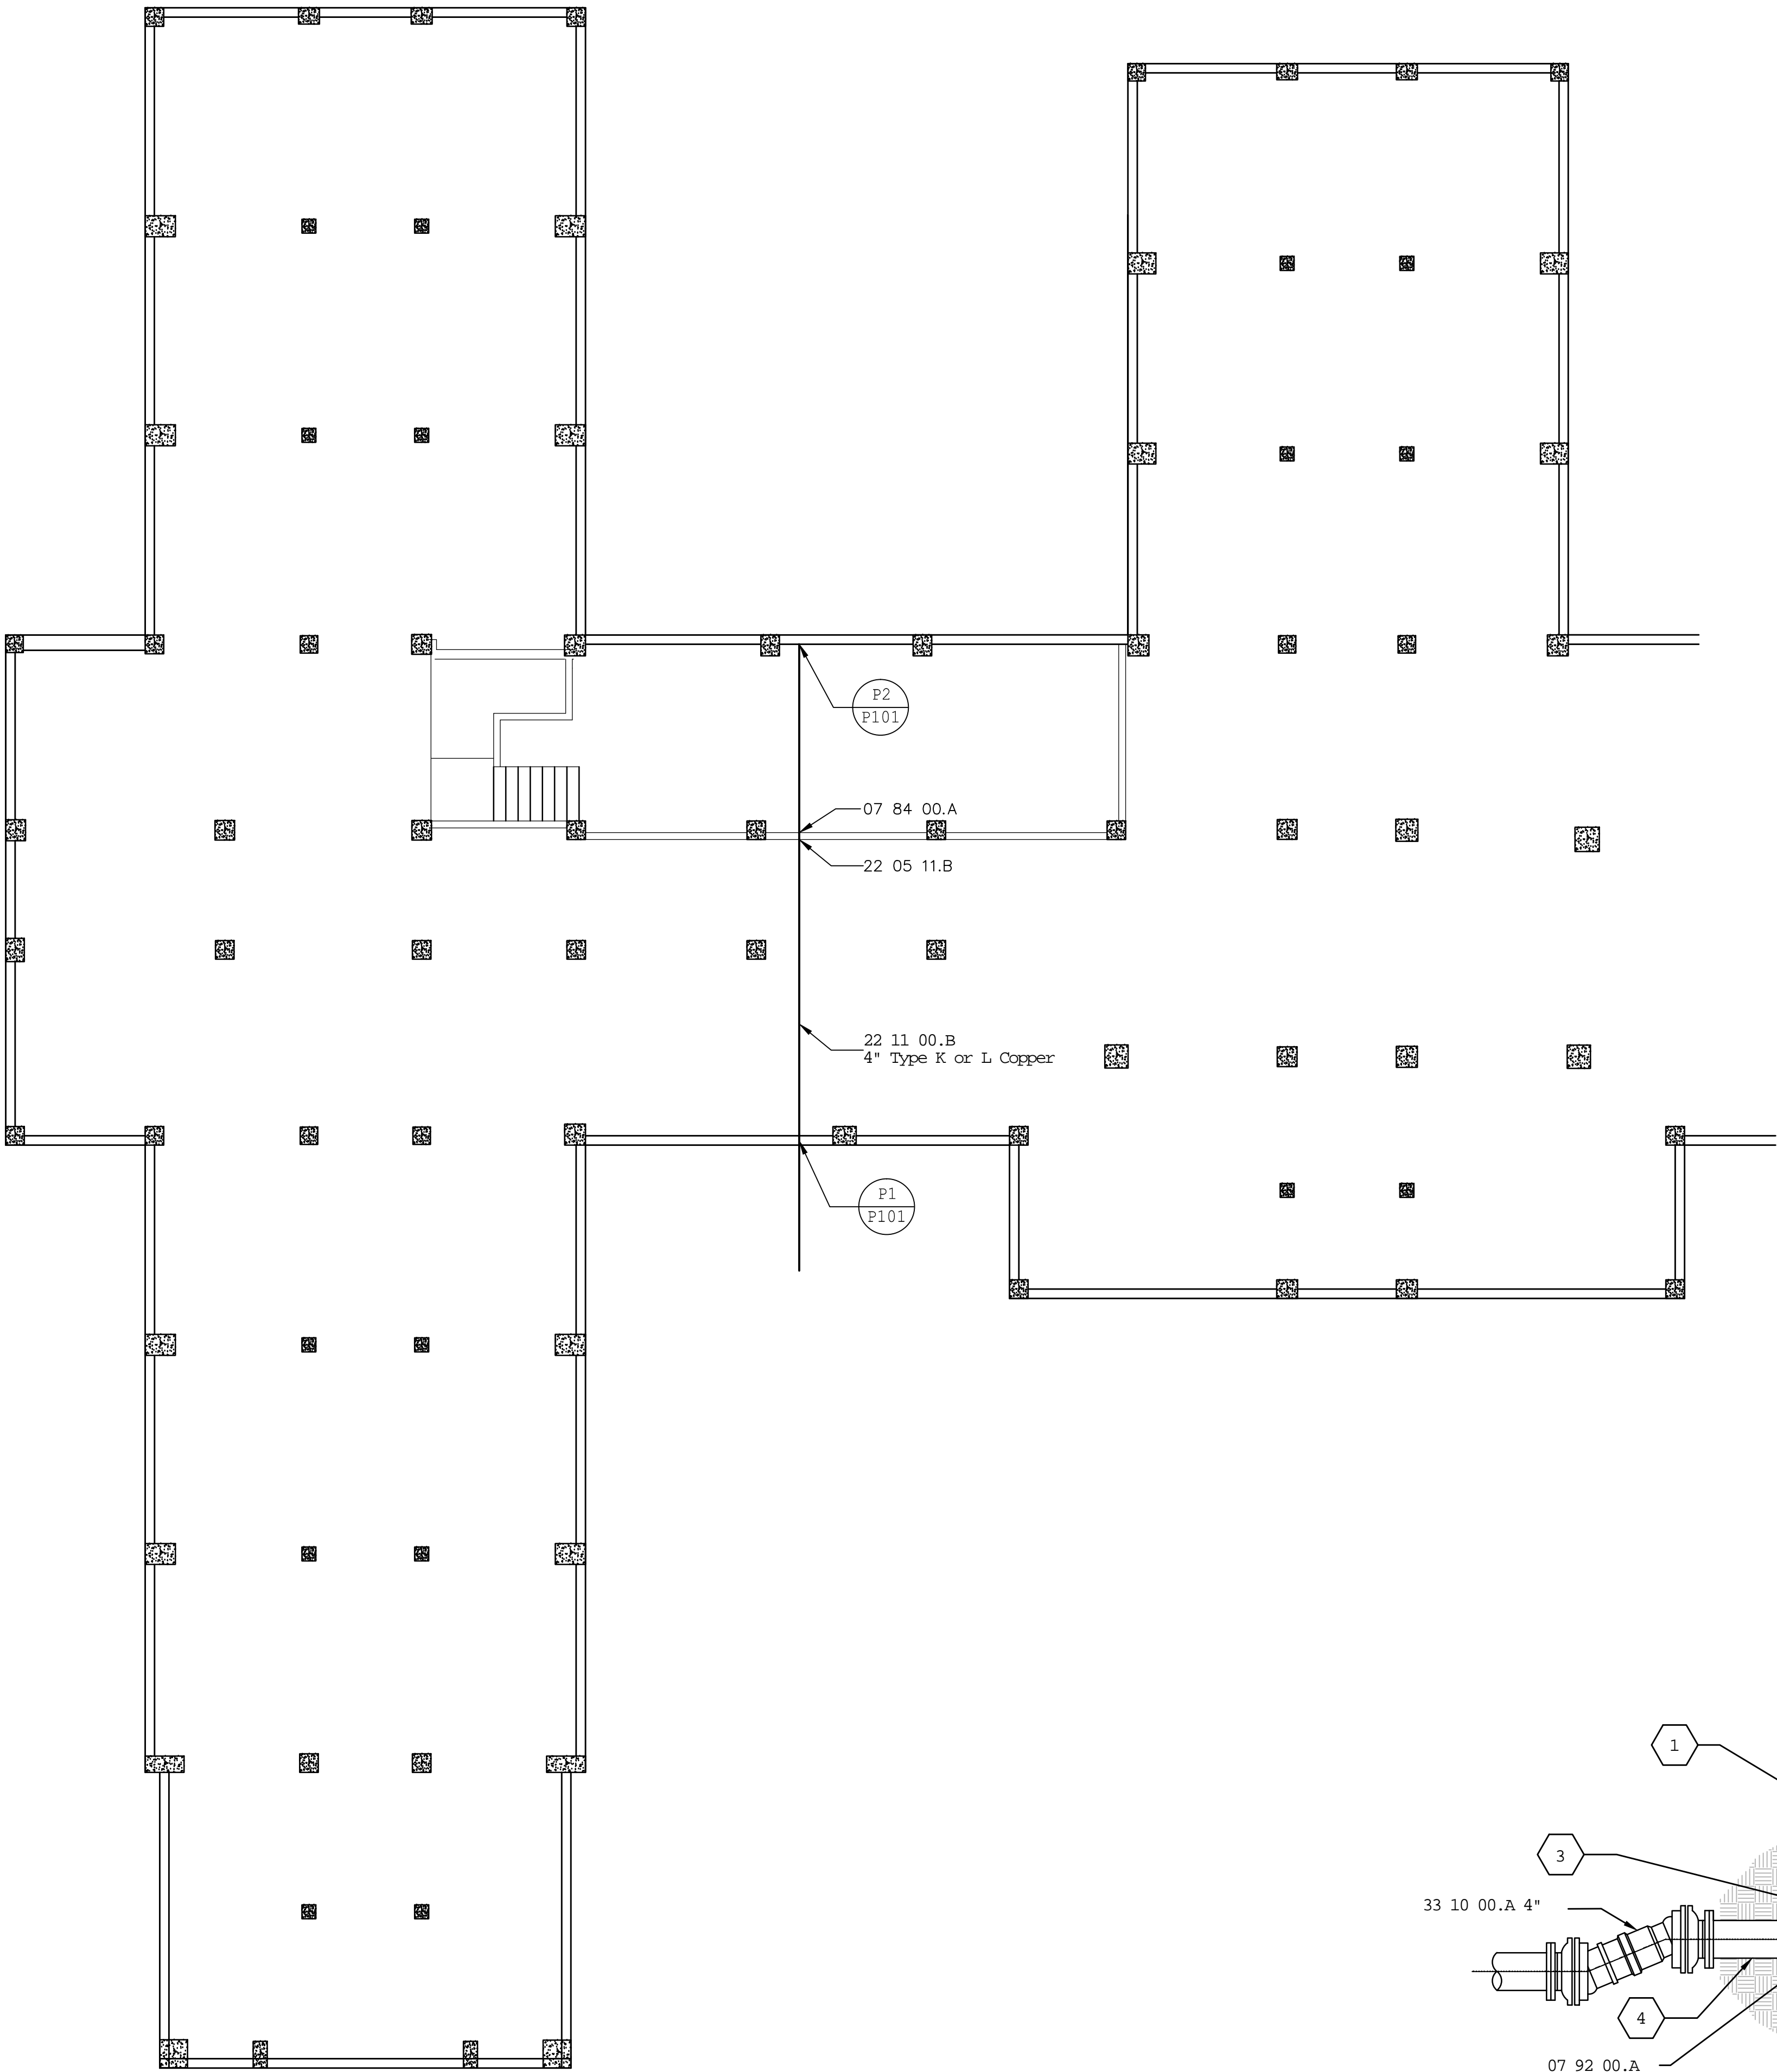 P2
P101
07 84 00.A
22 05 11.B
22 11 00.B
4" Type K or L Copper
P1
P101
1
3
33 10 00.A 4"
4
07 92 00.A